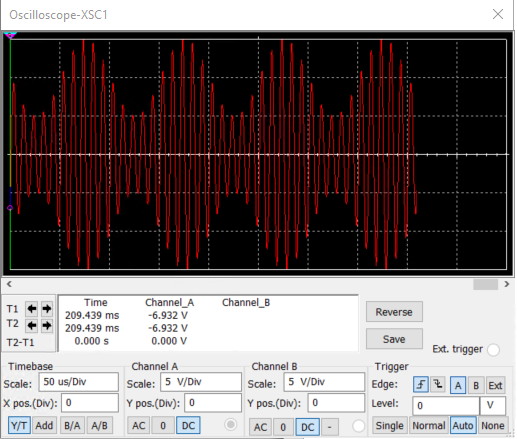 Oscilloscope-XSC1
T1
T2
T2-T1
Time Channel_A Channel_B
209.439 ms -6.932 V
209.439 ms -6.932 V
0.000 s 0.000 V
Reverse
Save
Ext. trigger
Timebase
Scale: 50 us/Div
X pos.(Div): 0
Y/T Add B/A A/B
Channel A
Scale: 5 V/Div
Y pos.(Div): 0
AC 0 DC
Channel B
Scale: 5 V/Div
Y pos.(Div): 0
AC 0 DC -
Trigger
Edge: A B Ext
Level: 0 V
Single Normal Auto None